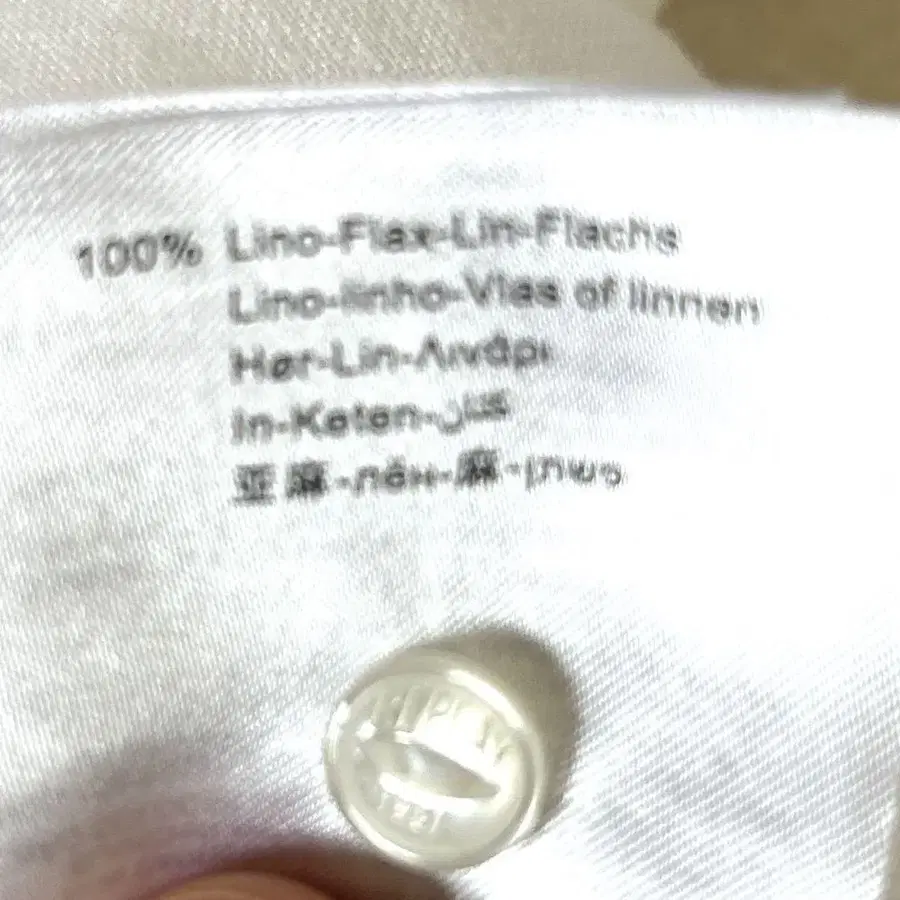 100% Lino-Flax-Lin-Flachs
Lino-linho-Vlas of linnen
Hør-Lin-Λινάρι
In-Keten-كتان
亚麻-лён-麻-פשתן